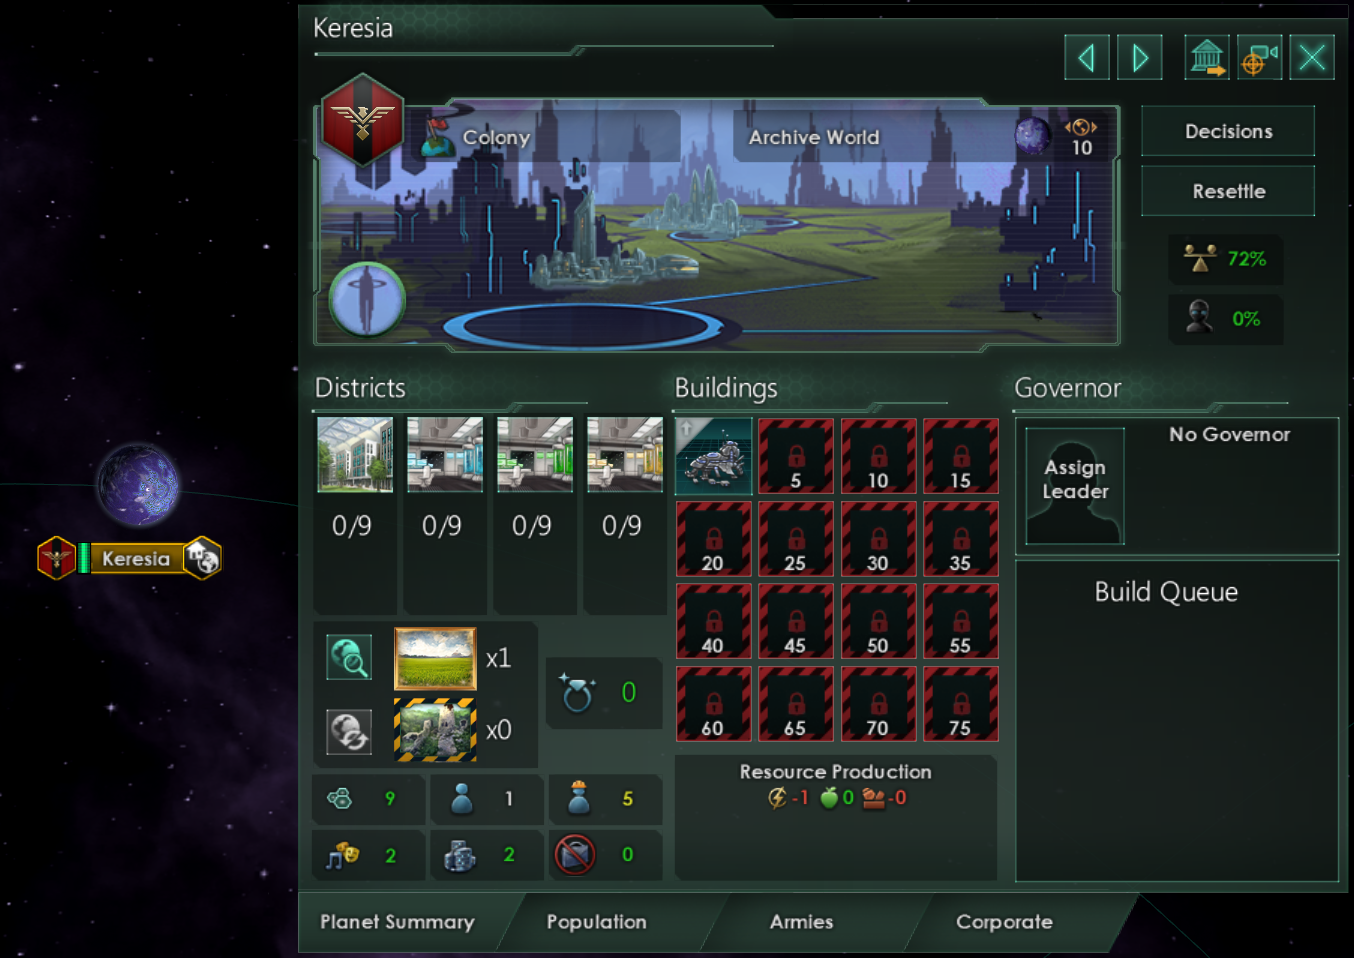 Keresia
Colony
Archive World
10
Decisions
Resettle
72%
0%
Districts
Buildings
Governor
0/9
0/9
0/9
0/9
5
10
15
20
25
30
35
40
45
50
55
60
65
70
75
No Governor
Assign
Leader
Build Queue
Keresia
x1
x0
0
9
1
5
2
2
0
Resource Production
-1 0 -0
Planet Summary
Population
Armies
Corporate